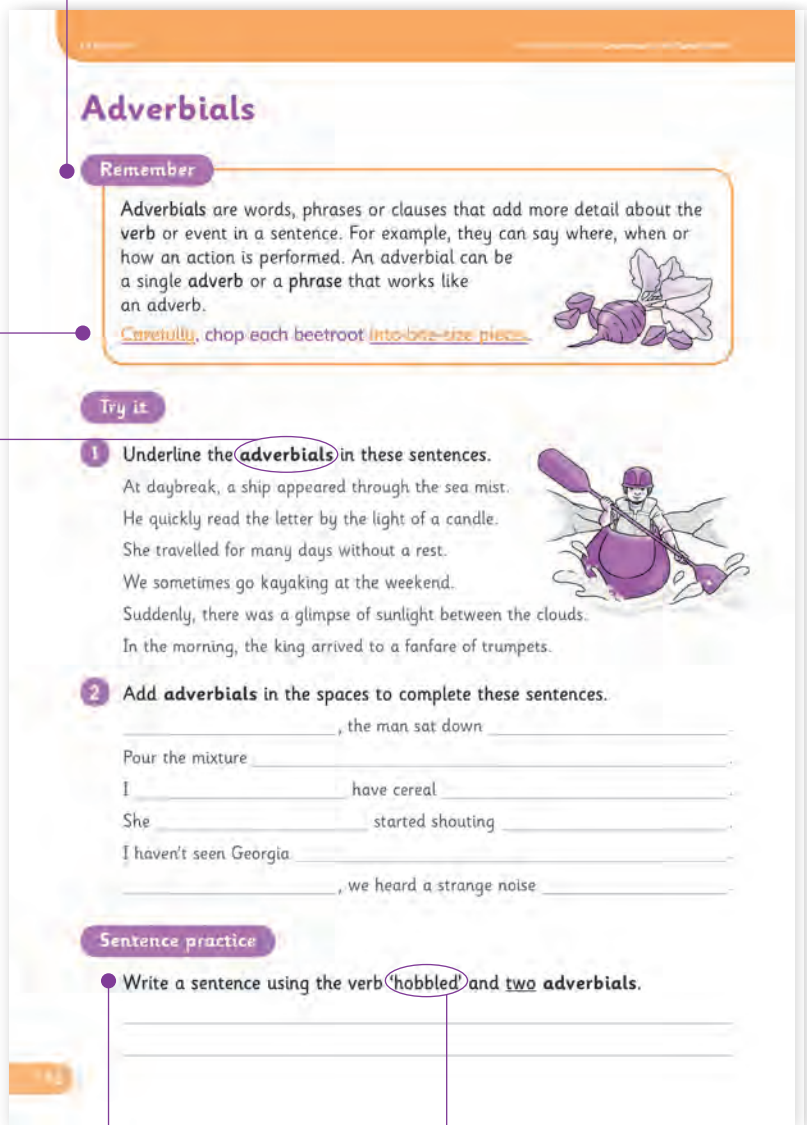 Adverbials
Remember
Adverbials are words, phrases or clauses that add more detail about the
verb or event in a sentence. For example, they can say where, when or
how an action is performed. An adverbial can be
a single adverb or a phrase that works like
an adverb.
Carefully, chop each beetroot into bite-size pieces.
Try it
1 Underline the adverbials in these sentences.
At daybreak, a ship appeared through the sea mist.
He quickly read the letter by the light of a candle.
She travelled for many days without a rest.
We sometimes go kayaking at the weekend.
Suddenly, there was a glimpse of sunlight between the clouds.
In the morning, the king arrived to a fanfare of trumpets.
2 Add adverbials in the spaces to complete these sentences.
, the man sat down .
Pour the mixture .
I have cereal .
She started shouting .
I haven't seen Georgia .
, we heard a strange noise .
Sentence practice
Write a sentence using the verb ‘hobbled’ and two adverbials.